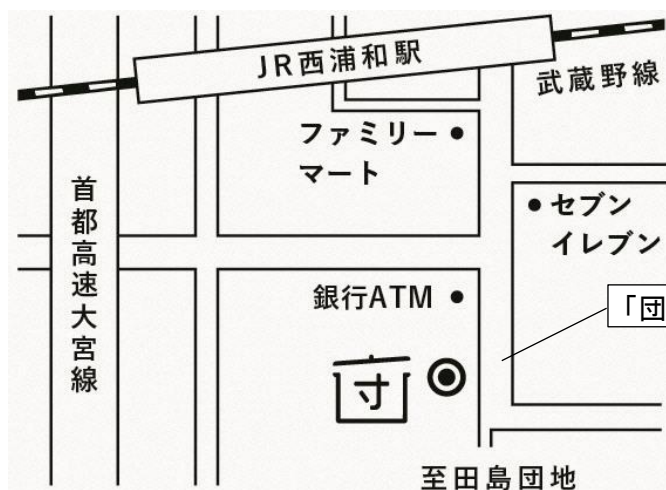 JR西浦和駅
武蔵野線
ファミリー
マート
首都高速大宮線
セブン
イレブン
銀行ATM
「団
寸
至田島団地